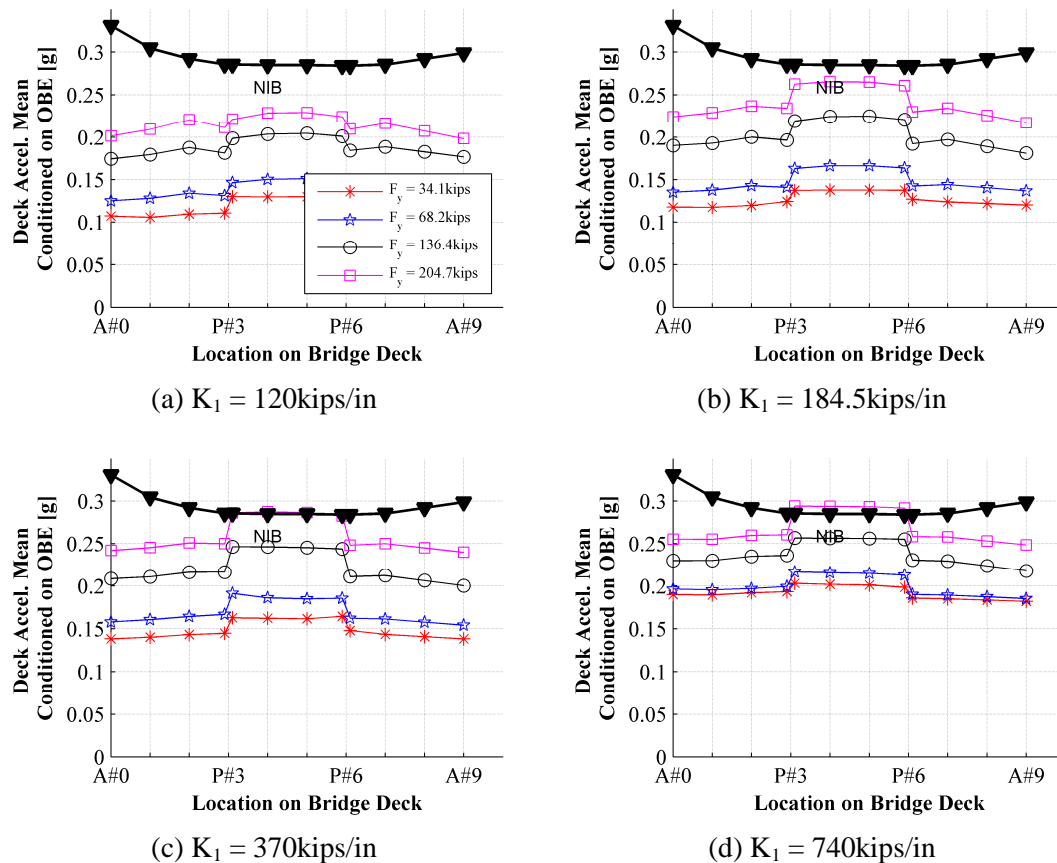 Deck Accel. Mean
Conditioned on OBE [g]
0.3
0.25
0.2
0.15
0.1
0.05
0
NIB
F_y = 34.1kips
F_y = 68.2kips
F_y = 136.4kips
F_y = 204.7kips
A#0 P#3 P#6 A#9
Location on Bridge Deck
(a) K₁ = 120kips/in
Deck Accel. Mean
Conditioned on OBE [g]
0.3
0.25
0.2
0.15
0.1
0.05
0
NIB
A#0 P#3 P#6 A#9
Location on Bridge Deck
(b) K₁ = 184.5kips/in
Deck Accel. Mean
Conditioned on OBE [g]
0.3
0.25
0.2
0.15
0.1
0.05
0
NIB
A#0 P#3 P#6 A#9
Location on Bridge Deck
(c) K₁ = 370kips/in
Deck Accel. Mean
Conditioned on OBE [g]
0.3
0.25
0.2
0.15
0.1
0.05
0
NIB
A#0 P#3 P#6 A#9
Location on Bridge Deck
(d) K₁ = 740kips/in